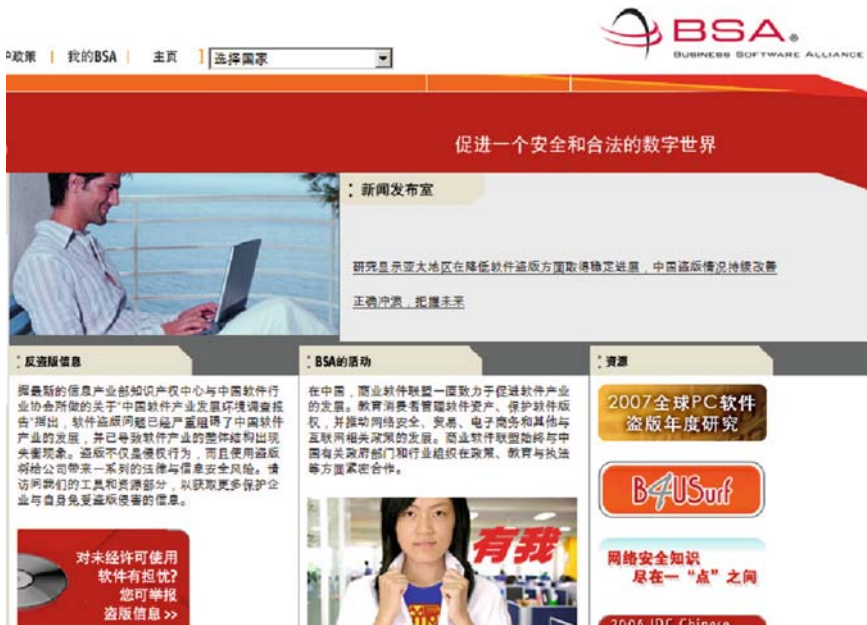 护政策 | 我的BSA | 主页 ] 选择国家
BSA®
BUSINESS SOFTWARE ALLIANCE
促进一个安全和合法的数字世界
: 新闻发布室
研究显示亚太地区在降低软件盗版方面取得稳定进展，中国盗版情况持续改善
正确冲浪，把握未来
: 反盗版信息
据最新的信息产业部知识产权中心与中国软件行
业协会所做的关于“中国软件产业发展环境调查报
告”指出，软件盗版问题已经严重阻碍了中国软件
产业的发展，并已导致软件产业的整体结构出现
失衡现象。盗版不仅是侵权行为，而且使用盗版
将给公司带来一系列的法律与信息安全风险。请
访问我们的工具和资源部分，以获取更多保护企
业与自身免受盗版侵害的信息。
对未经许可使用
软件有担忧?
您可举报
盗版信息 >>
: BSA的活动
在中国，商业软件联盟一直致力于促进软件产业
的发展。教育消费者管理软件资产、保护软件版
权，并推动网络安全、贸易、电子商务和其他与
互联网相关政策的发展。商业软件联盟始终与中
国有关政府部门和行业组织在政策、教育与执法
等方面紧密合作。
有我
: 资源
2007全球PC软件
盗版年度研究
B4USurf
网络安全知识
尽在一“点”之间
2006 IDC Chinese